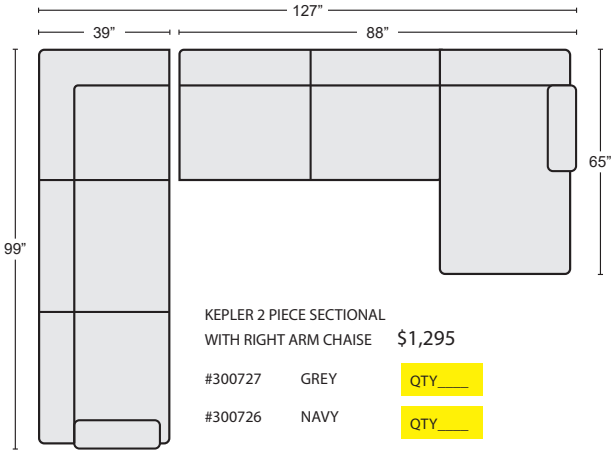 127”
39”
88”
65”
99”
KEPLER 2 PIECE SECTIONAL
WITH RIGHT ARM CHAISE $1,295
#300727 GREY QTY____
#300726 NAVY QTY____